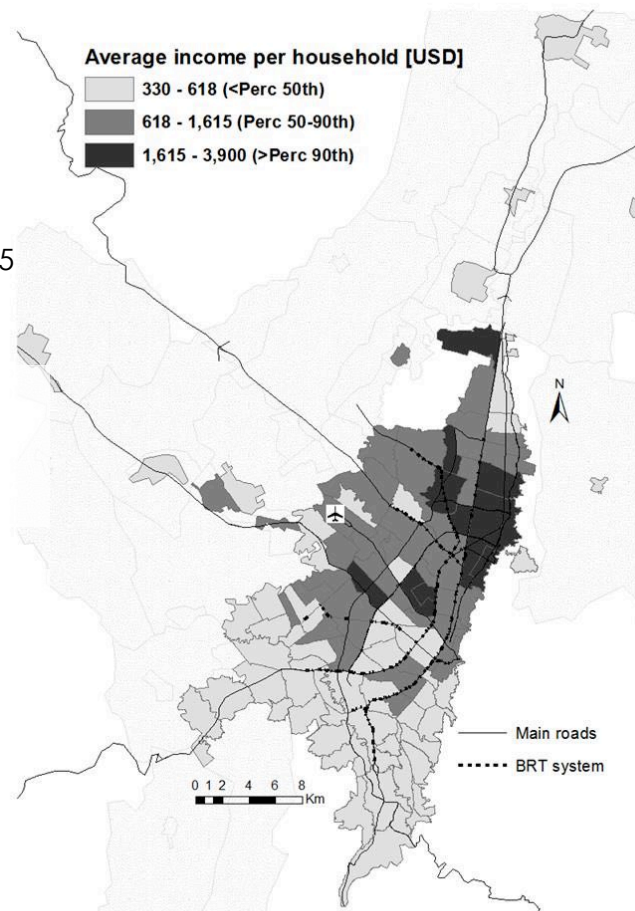 Average income per household [USD]
330 - 618 (<Perc 50th)
618 - 1,615 (Perc 50-90th)
1,615 - 3,900 (>Perc 90th)
5
N
Main roads
BRT system
0 1 2 4 6 8
Km